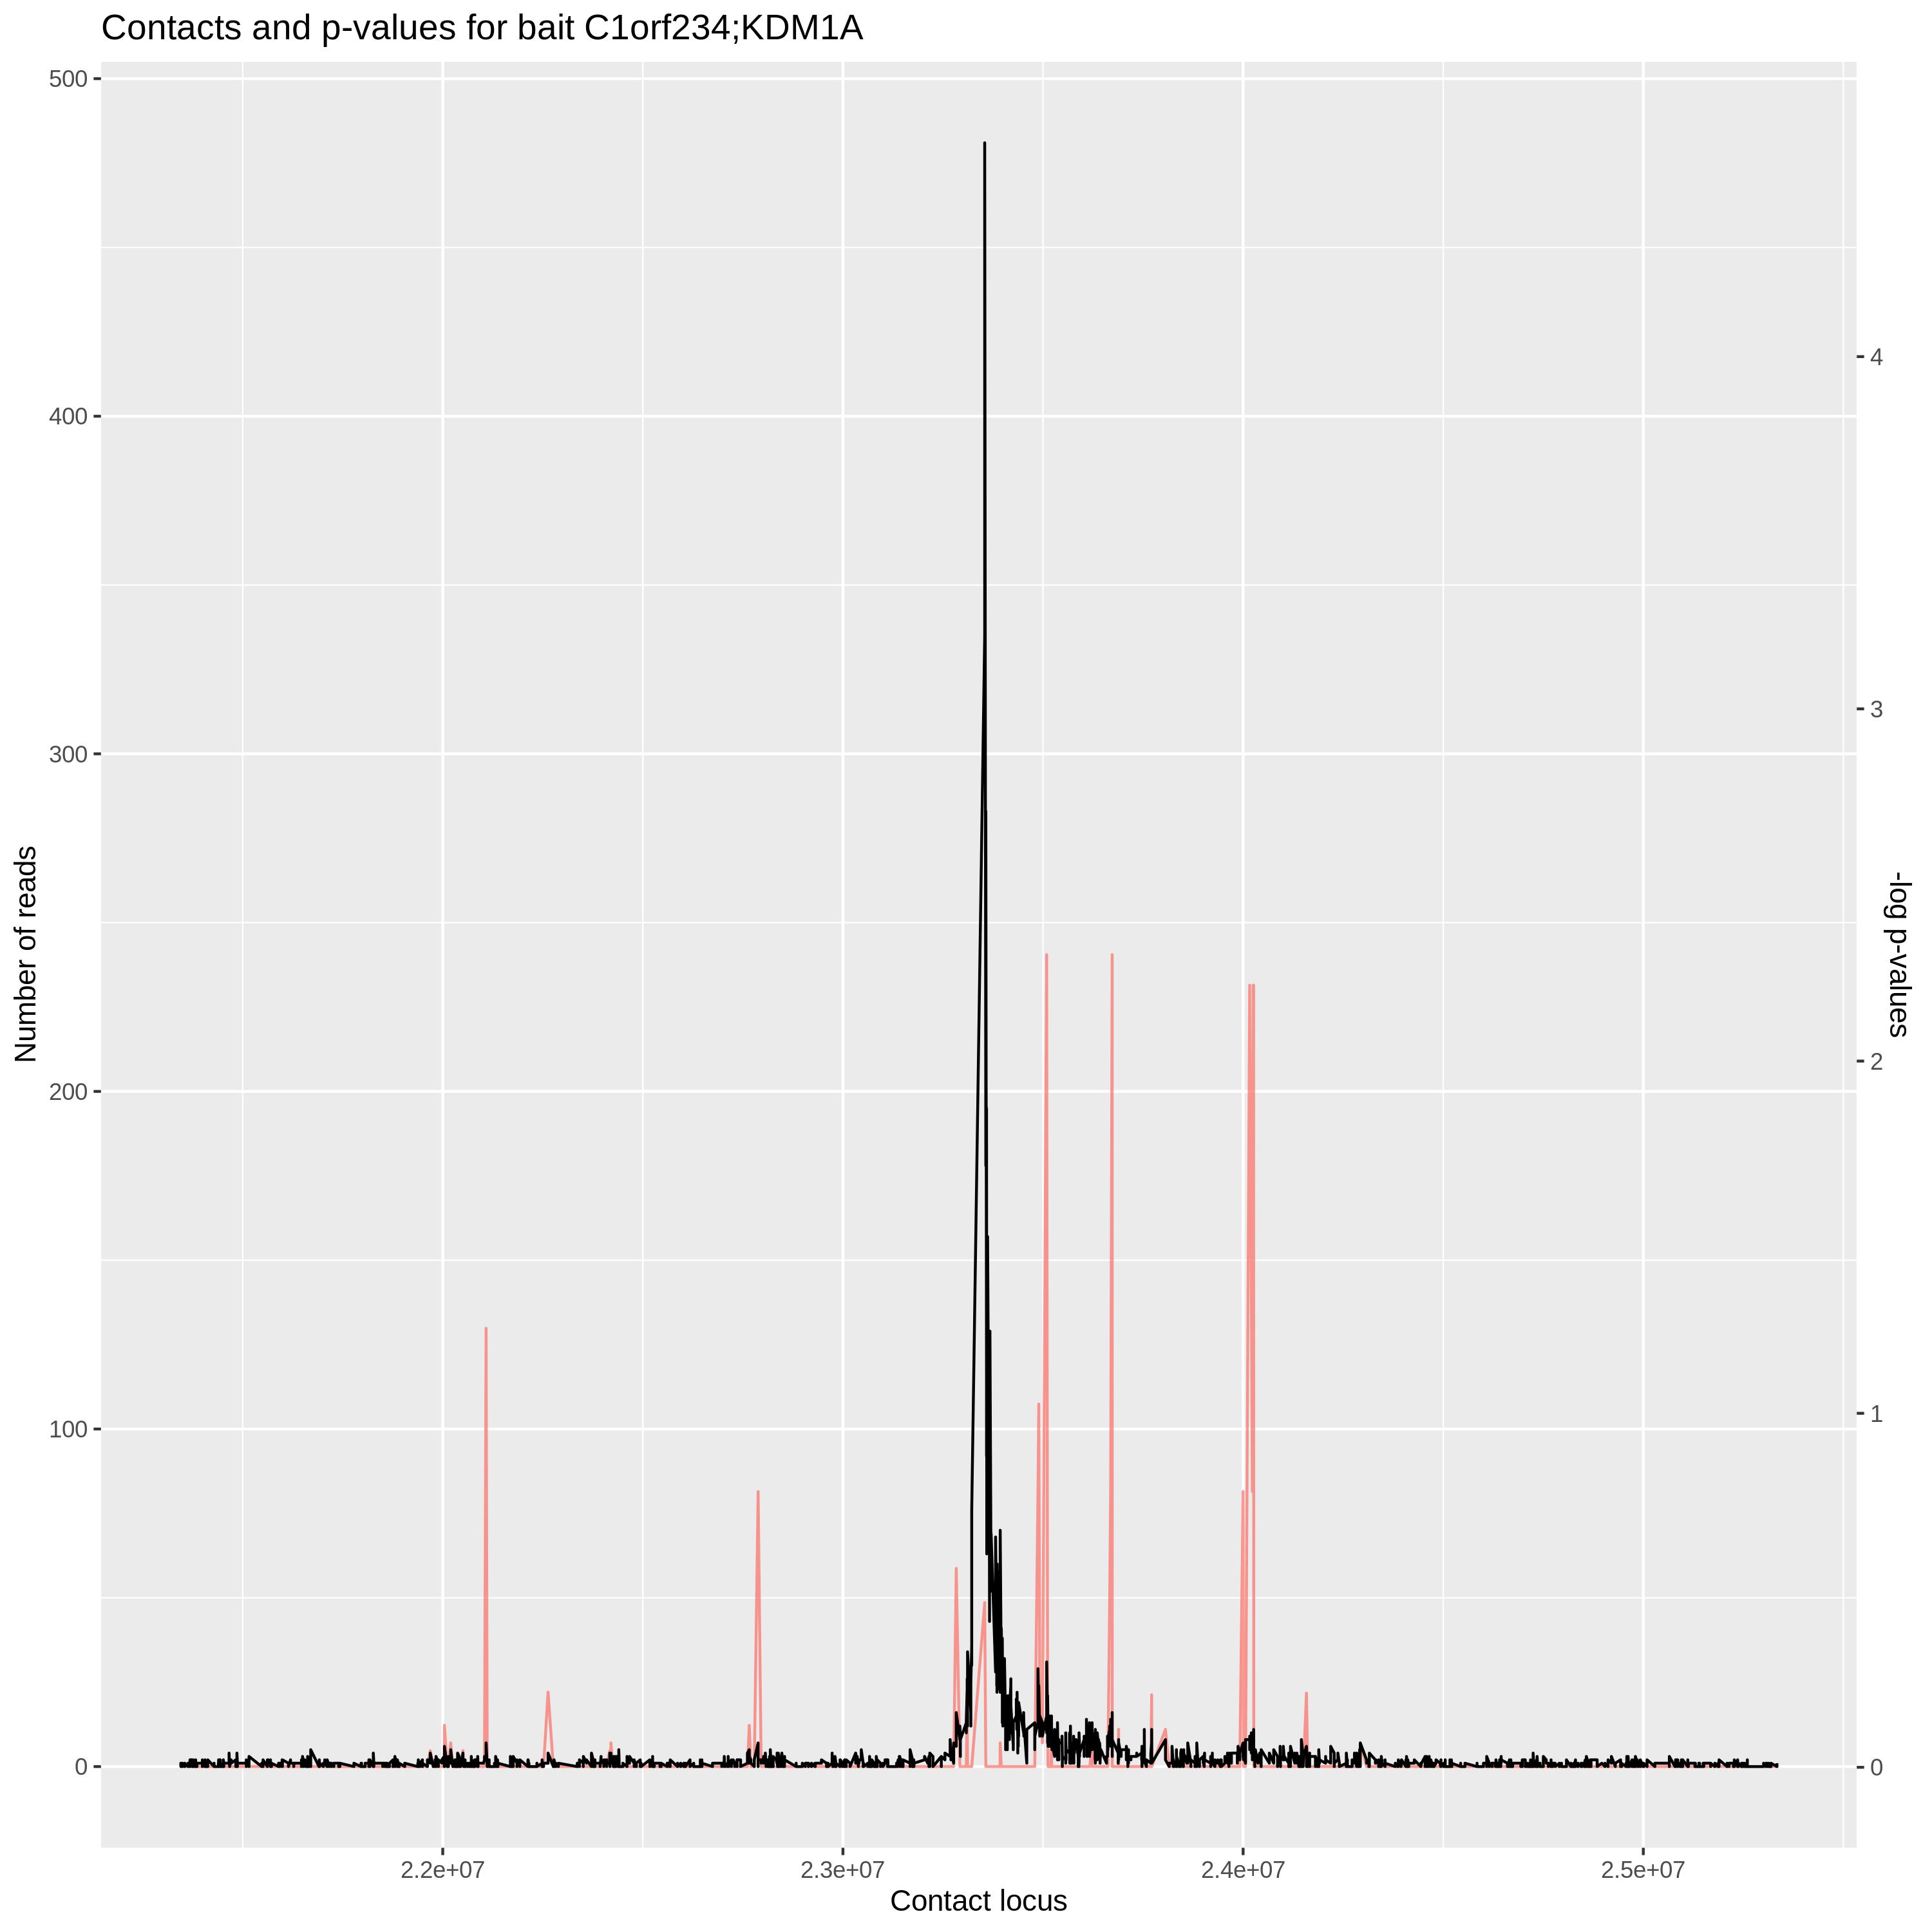 Contacts and p-values for bait C1orf234;KDM1A
500
400
300
200
100
0
Number of reads
4
3
2
1
0
-log p-values
2.2e+07
2.3e+07
2.4e+07
2.5e+07
Contact locus